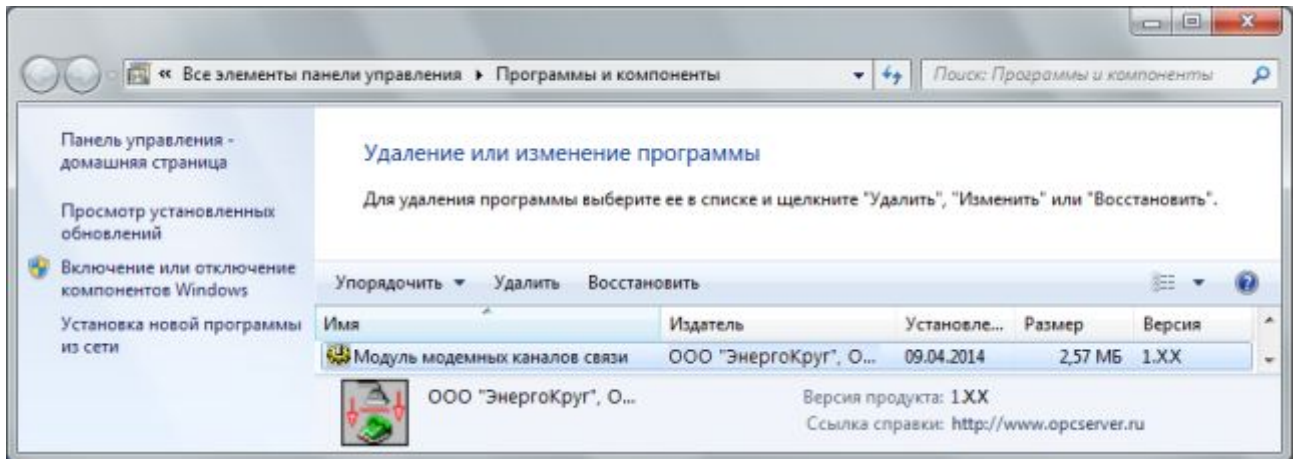 « Все элементы панели управления ▸ Программы и компоненты
Поиск: Программы и компоненты
Панель управления -
домашняя страница
Просмотр установленных
обновлений
Включение или отключение
компонентов Windows
Установка новой программы
из сети
Удаление или изменение программы
Для удаления программы выберите ее в списке и щелкните "Удалить", "Изменить" или "Восстановить".
Упорядочить Удалить Восстановить
Имя Издатель Установле... Размер Версия
Модуль модемных каналов связи ООО "ЭнергоКруг", О... 09.04.2014 2,57 МБ 1.XX
ООО "ЭнергоКруг", О... Версия продукта: 1.XX
Ссылка справки: http://www.opcserver.ru